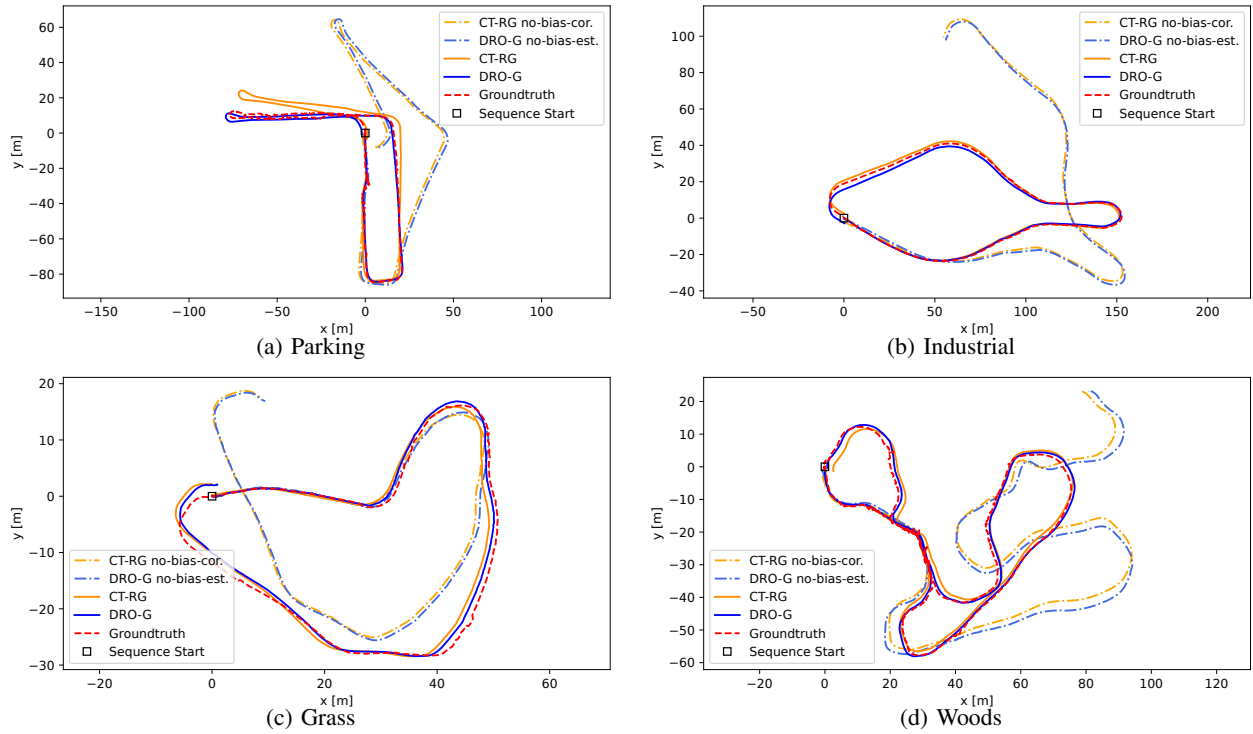 60
40
20
0
−20
−40
−60
−80
y [m]
−150
−100
−50
0
50
100
x [m]
CT-RG no-bias-cor.
DRO-G no-bias-est.
CT-RG
DRO-G
Groundtruth
Sequence Start
(a) Parking
100
80
60
40
20
0
−20
−40
y [m]
−50
0
50
100
150
200
x [m]
CT-RG no-bias-cor.
DRO-G no-bias-est.
CT-RG
DRO-G
Groundtruth
Sequence Start
(b) Industrial
20
10
0
−10
−20
−30
y [m]
CT-RG no-bias-cor.
DRO-G no-bias-est.
CT-RG
DRO-G
Groundtruth
Sequence Start
−20
0
20
40
60
x [m]
(c) Grass
20
10
0
−10
−20
−30
−40
−50
−60
y [m]
CT-RG no-bias-cor.
DRO-G no-bias-est.
CT-RG
DRO-G
Groundtruth
Sequence Start
−20
0
20
40
60
80
100
120
x [m]
(d) Woods